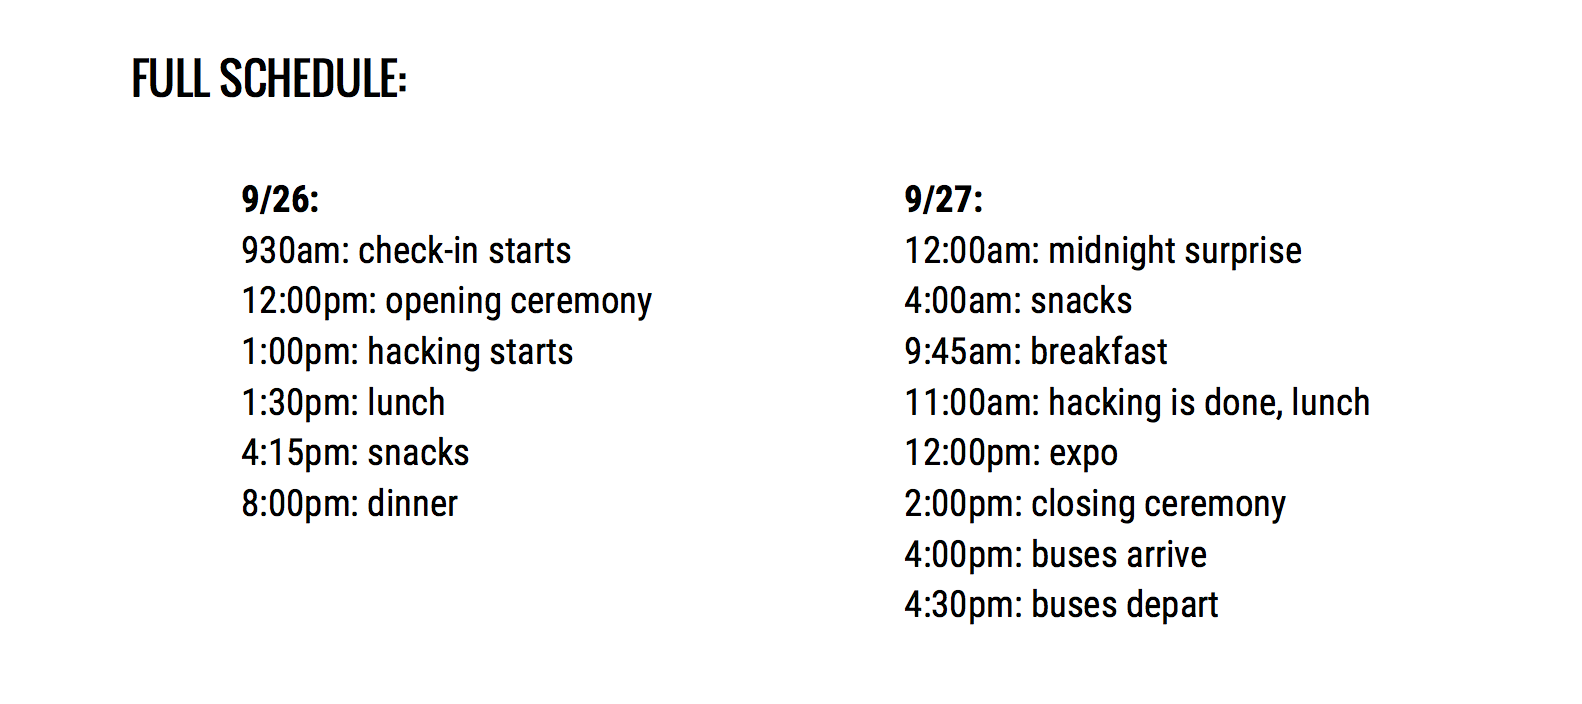 FULL SCHEDULE:
9/26:
930am: check-in starts
12:00pm: opening ceremony
1:00pm: hacking starts
1:30pm: lunch
4:15pm: snacks
8:00pm: dinner
9/27:
12:00am: midnight surprise
4:00am: snacks
9:45am: breakfast
11:00am: hacking is done, lunch
12:00pm: expo
2:00pm: closing ceremony
4:00pm: buses arrive
4:30pm: buses depart